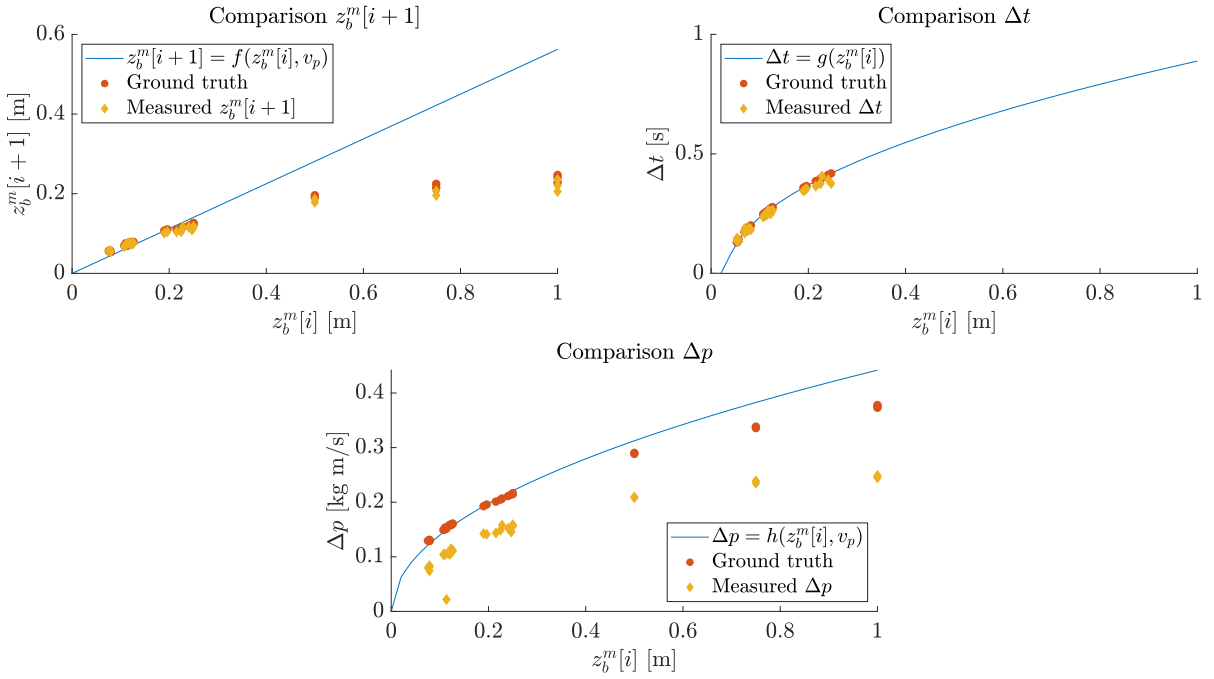 Comparison $z_b^m[i+1]$
0.6
0.4
0.2
0
$z_b^m[i+1]$ [m]
$z_b^m[i+1] = f(z_b^m[i], v_p)$
Ground truth
Measured $z_b^m[i+1]$
0 0.2 0.4 0.6 0.8 1
$z_b^m[i]$ [m]
Comparison $\Delta t$
1
0.5
0
$\Delta t$ [s]
$\Delta t = g(z_b^m[i])$
Ground truth
Measured $\Delta t$
0 0.2 0.4 0.6 0.8 1
$z_b^m[i]$ [m]
Comparison $\Delta p$
0.4
0.3
0.2
0.1
0
$\Delta p$ [kg m/s]
$\Delta p = h(z_b^m[i], v_p)$
Ground truth
Measured $\Delta p$
0 0.2 0.4 0.6 0.8 1
$z_b^m[i]$ [m]